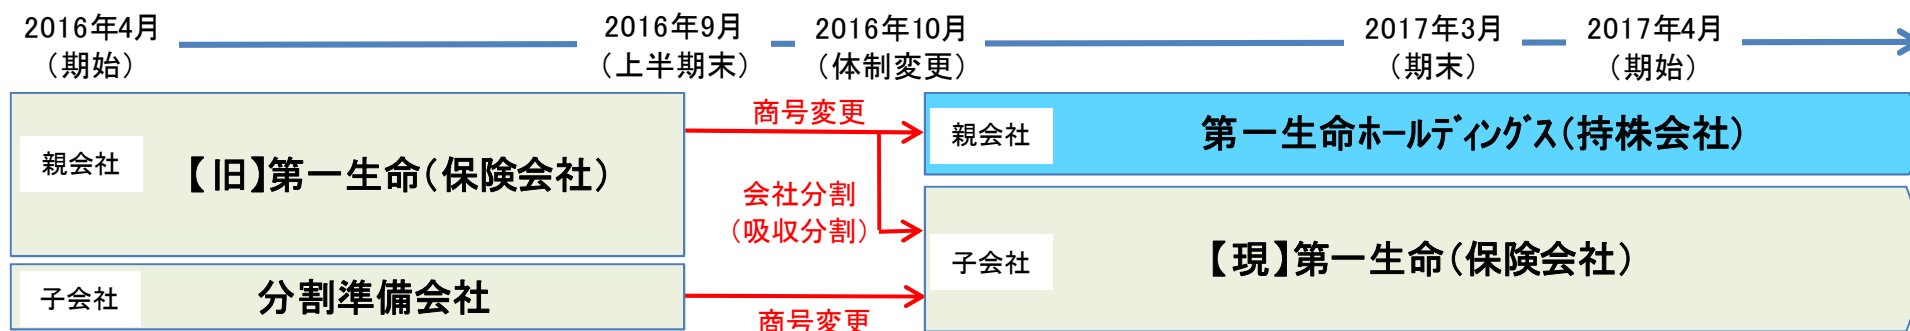 2016年4月
（期始）
2016年9月
（上半期末）
2016年10月
（体制変更）
2017年3月
（期末）
2017年4月
（期始）
親会社
【旧】第一生命（保険会社）
子会社
分割準備会社
商号変更
会社分割
（吸収分割）
商号変更
親会社
第一生命ホールディングス（持株会社）
子会社
【現】第一生命（保険会社）